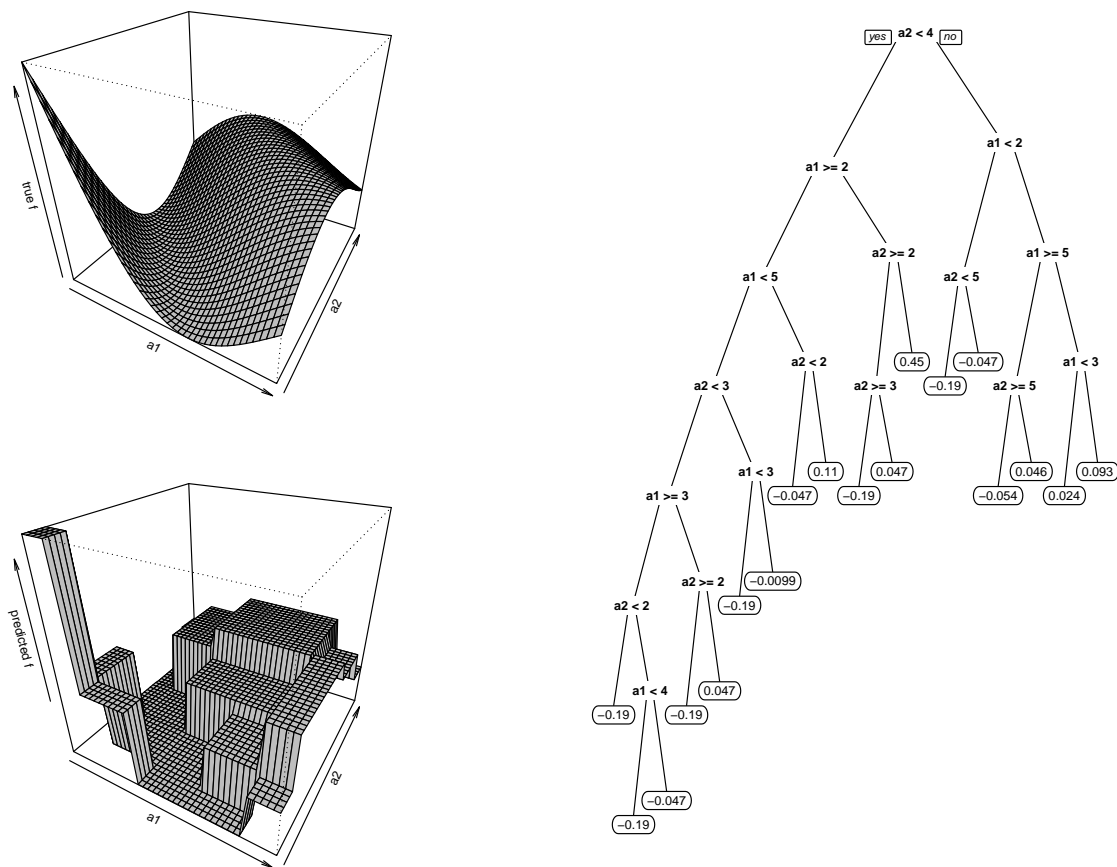 true f
a1
a2
predicted f
a1
a2
yes a2 < 4 no
a1 < 2
a1 >= 2
a2 >= 2 a1 >= 5
a1 < 5 a2 < 5
a2 < 2 0.45 −0.047 a1 < 3
a2 < 3 a2 >= 3 −0.19 a2 >= 5
a1 < 3 0.11 0.047 0.046 0.093
a1 >= 3 −0.047 −0.19 −0.054 0.024
a2 >= 2 −0.0099
a2 < 2 −0.19
a1 < 4 0.047
−0.19 −0.19
−0.047
−0.19